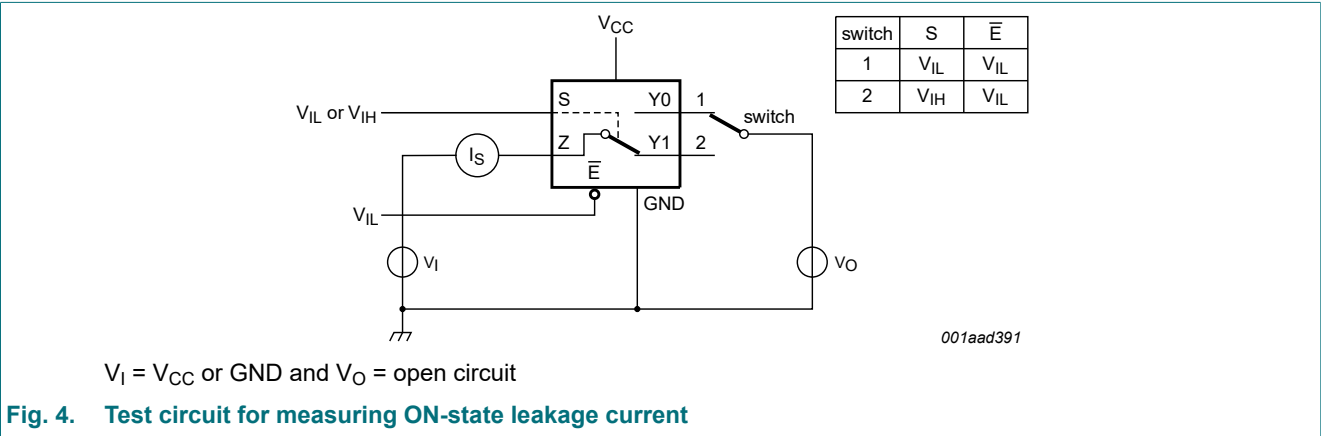 VCC
switch S E̅
1 VIL VIL
2 VIH VIL
VIL or VIH
S Y0 1
switch
IS
Z Y1 2
E̅
GND
VIL
VI
VO
001aad391
VI = VCC or GND and VO = open circuit
Fig. 4. Test circuit for measuring ON-state leakage current